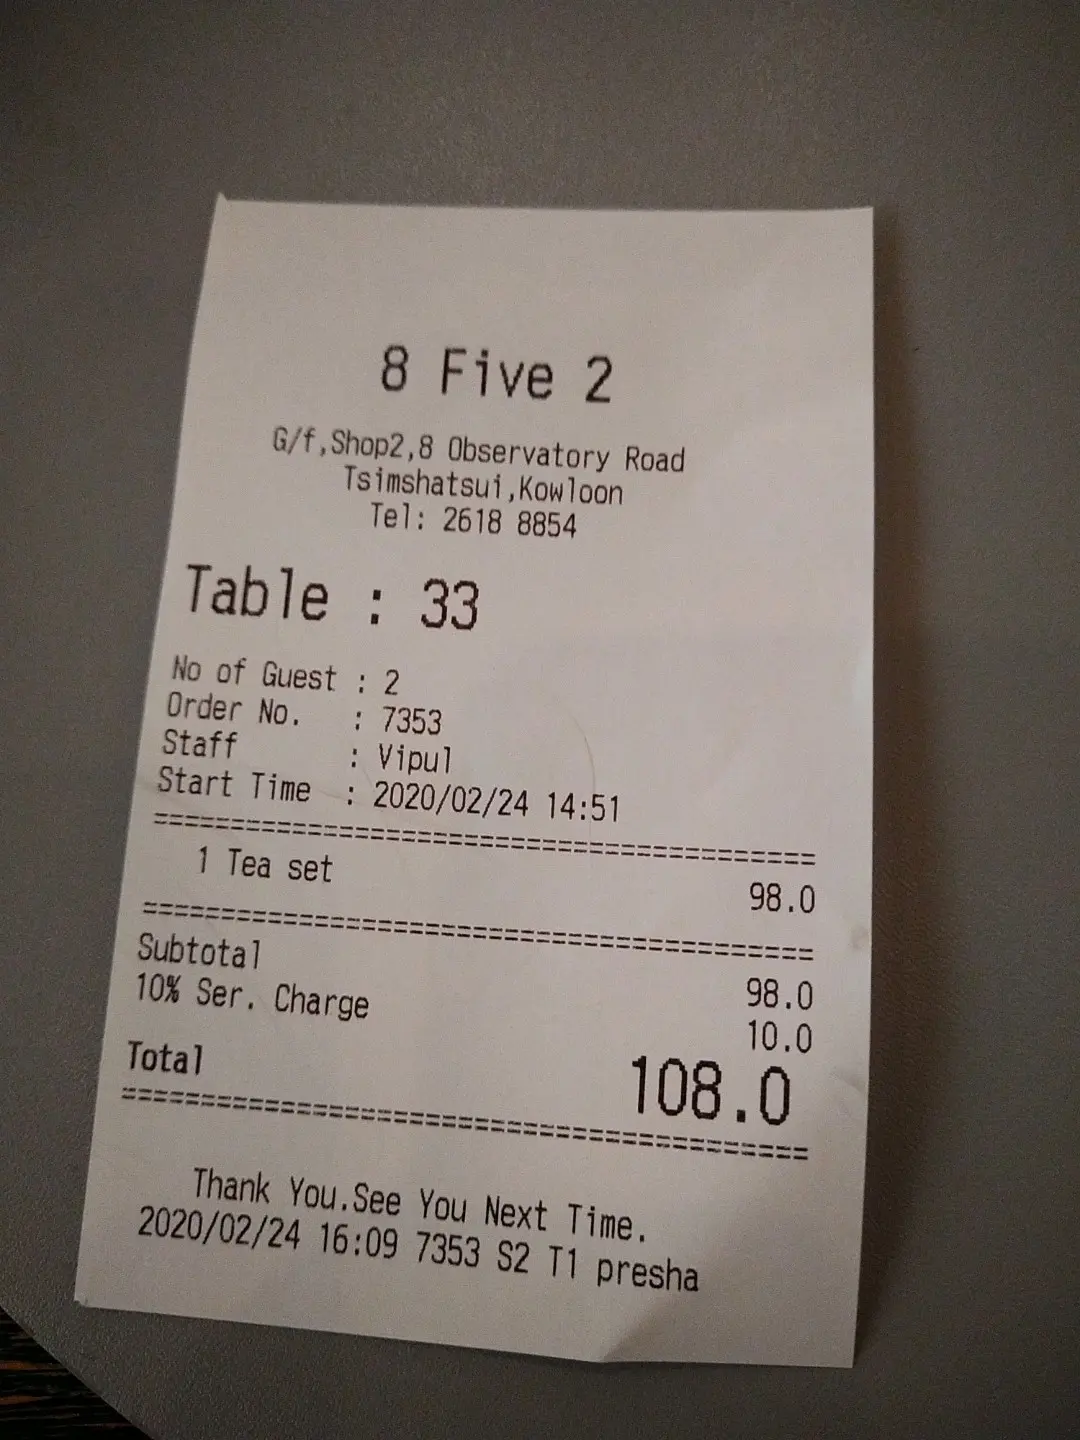 8 Five 2
G/f,Shop2,8 Observatory Road
Tsimshatsui,Kowloon
Tel: 2618 8854
Table : 33
No of Guest : 2
Order No. : 7353
Staff : Vipul
Start Time : 2020/02/24 14:51
==========================================
1 Tea set 98.0
==========================================
Subtotal 98.0
10% Ser. Charge 10.0
Total 108.0
==========================================
Thank You.See You Next Time.
2020/02/24 16:09 7353 S2 T1 presha